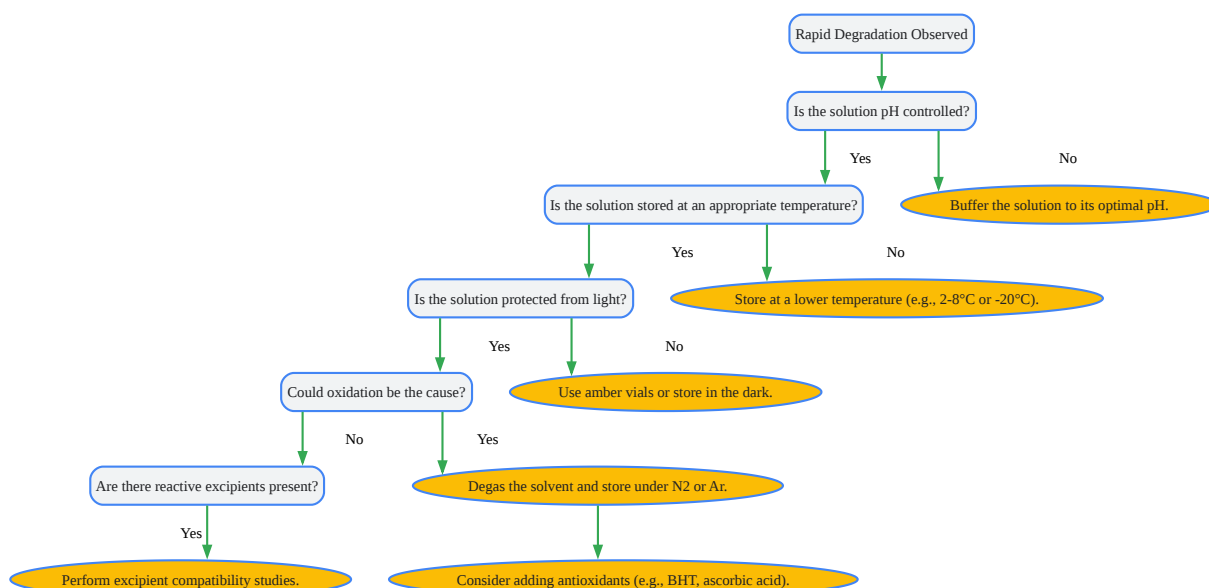 Rapid Degradation Observed
Is the solution pH controlled?
Yes
No
Is the solution stored at an appropriate temperature?
Buffer the solution to its optimal pH.
Yes
No
Is the solution protected from light?
Store at a lower temperature (e.g., 2-8°C or -20°C).
Yes
No
Could oxidation be the cause?
Use amber vials or store in the dark.
No
Yes
Are there reactive excipients present?
Degas the solvent and store under N2 or Ar.
Yes
Perform excipient compatibility studies.
Consider adding antioxidants (e.g., BHT, ascorbic acid).